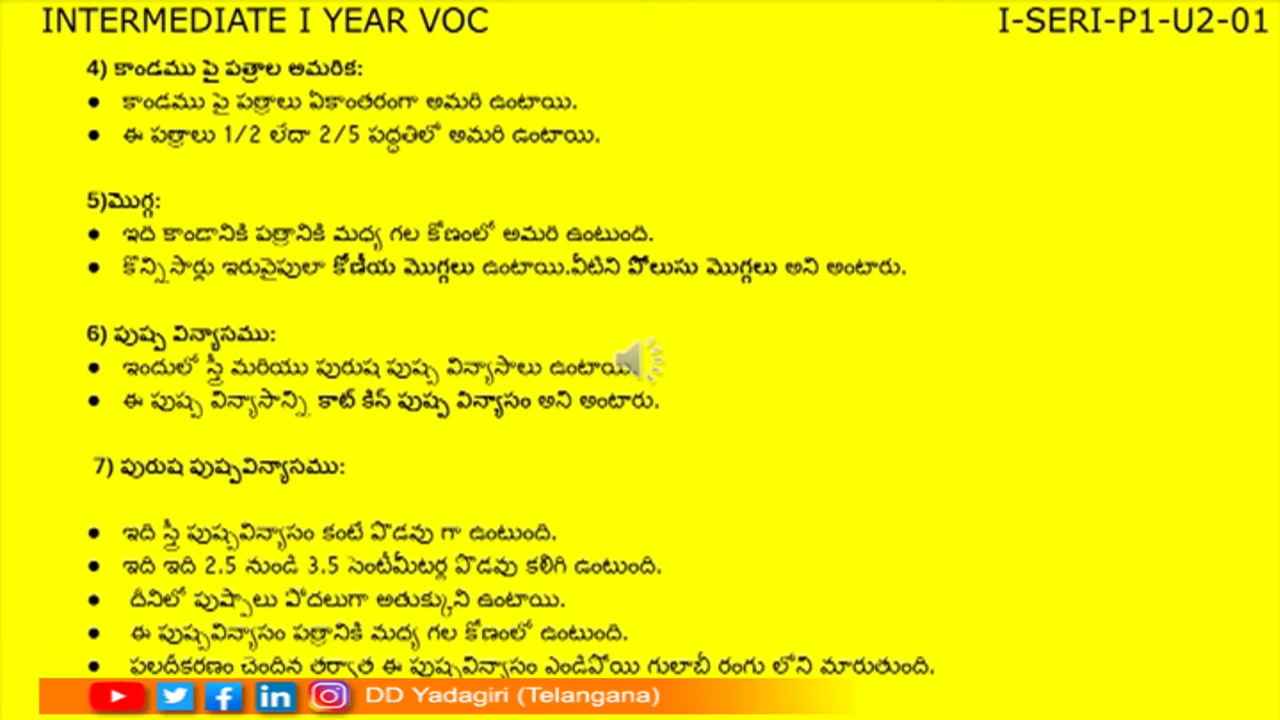 INTERMEDIATE I YEAR VOC
I-SERI-P1-U2-01
4) కాండము పై పత్రాల అమరిక:
● కాండము పై పత్రాలు ఏకాంతరంగా అమరి ఉంటాయి.
● ఈ పత్రాలు 1/2 లేదా 2/5 పద్ధతిలో అమరి ఉంటాయి.
5)మొగ్గ:
● ఇది కాండానికి పత్రానికి మధ్య గల కోణంలో అమరి ఉంటుంది.
● కొన్ని సార్లు ఇరువైపులా కోణీయ మొగ్గలు ఉంటాయి.వీటిని పోలుసు మొగ్గలు అని అంటారు.
6) పుష్ప విన్యాసము:
● ఇందులో స్త్రీ మరియు పురుష పుష్ప విన్యాసాలు ఉంటాయి.
● ఈ పుష్ప విన్యాసాన్ని కాట్ కిన్ పుష్ప విన్యాసం అని అంటారు.
7) పురుష పుష్పవిన్యాసము:
● ఇది స్త్రీ పుష్పవిన్యాసం కంటే పొడవు గా ఉంటుంది.
● ఇది ఇది 2.5 నుండి 3.5 సెంటీమీటర్ల పొడవు కలిగి ఉంటుంది.
● దీనిలో పుష్పాలు పోదలుగా అతుక్కుని ఉంటాయి.
● ఈ పుష్పవిన్యాసం పత్రానికి మధ్య గల కోణంలో ఉంటుంది.
● పలదీకరణం చెందిన తర్వాత ఈ పుష్పవిన్యాసం ఎండిపోయి గులాబీ రంగు లోని మారుతుంది.
DD Yadagiri (Telangana)